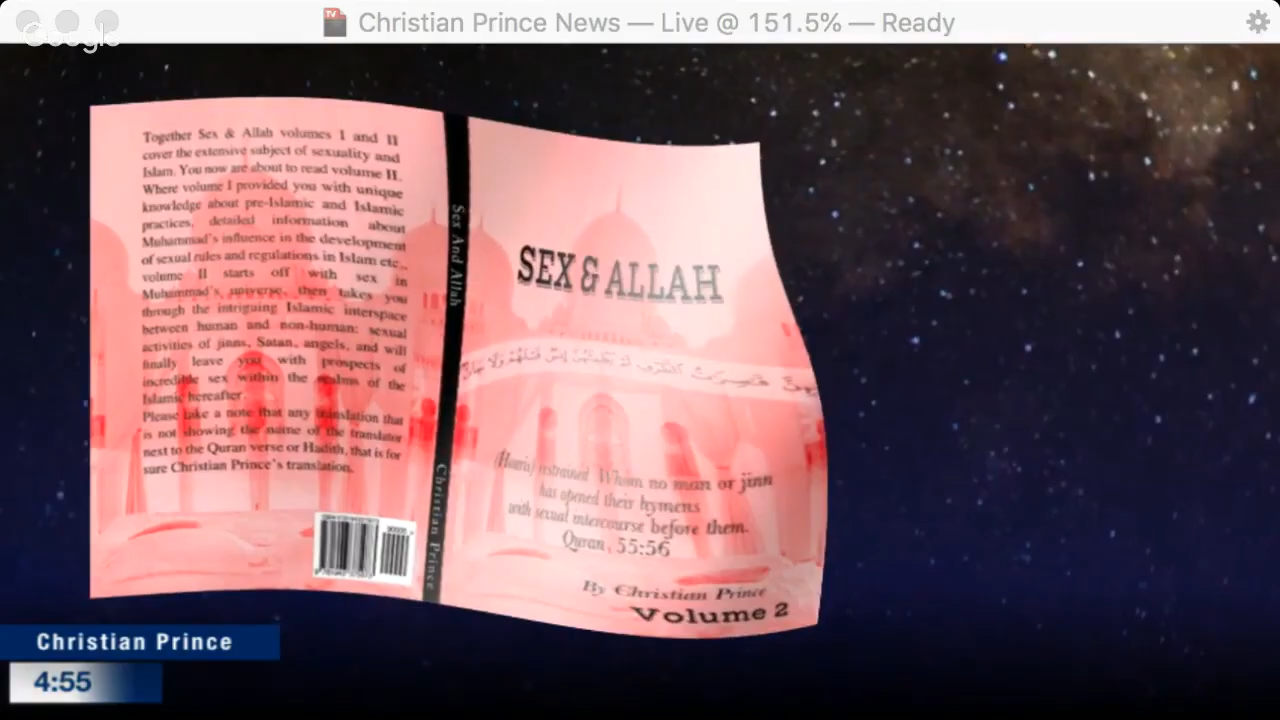 Christian Prince News — Live @ 151.5% — Ready
Google
Together Sex & Allah volumes I and II
cover the extensive subject of sexuality and
Islam. You now are about to read volume II.
Where volume I provided you with unique
knowledge about pre-Islamic and Islamic
practices, detailed information about
Muhammad's influence in the development
of sexual rules and regulations in Islam etc.,
volume II starts off with sex in
Muhammad's universe, then takes you
through the intriguing Islamic interspace
between human and non-human: sexual
activities of jinns, Satan, angels, and will
finally leave you with prospects of
incredible sex within the realms of the
Islamic hereafter.
Please take a note that any translation that
is not showing the name of the translator
next to the Quran verse or Hadith, that is for
sure Christian Prince's translation.
Sex And Allah
Christian Prince
SEX & ALLAH
restrained Whom no man or jinn
has opened their hymens
with sexual intercourse before them.
Quran, 55:56
By Christian Prince
Volume 2
Christian Prince
4:55